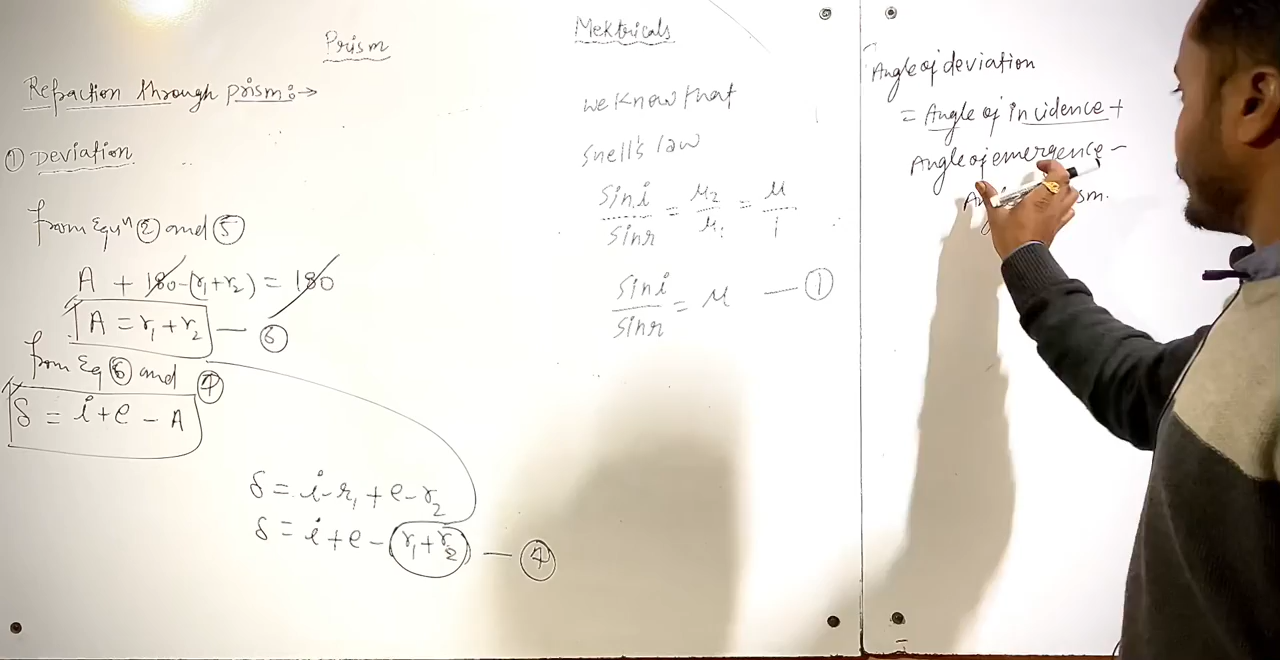 Prism
Refraction through prism:→
① Deviation.
from Equⁿ ② and ⑤
A + 180-(r₁+r₂) = 180
A = r₁ + r₂ — ⑥
from Eq ⑥ and ④
δ = i + e - A
δ = i - r₁ + e - r₂
δ = i + e - (r₁ + r₂) — ④
Mektricals
we know that
snell's law
sin i / sin r = μ₂ / μ₁ = μ / 1
sin i / sin r = μ — ①
Angle of deviation
= Angle of incidence +
Angle of emergence -
sm.